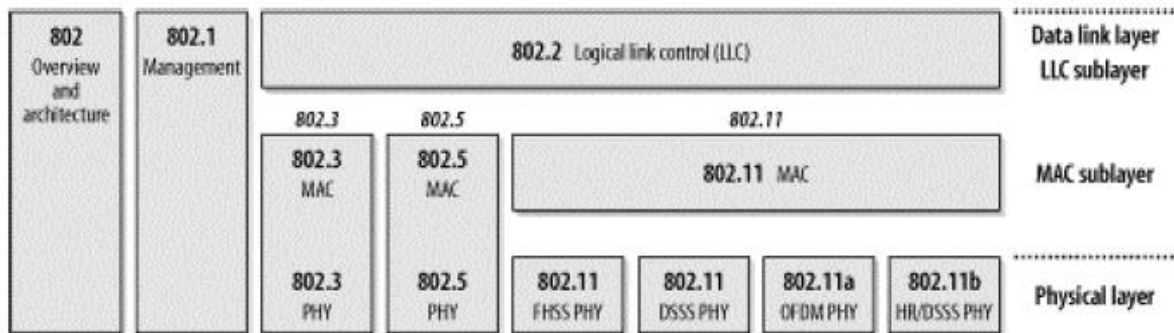 802
Overview
and
architecture
802.1
Management
802.2 Logical link control (LLC)
Data link layer
LLC sublayer
802.3
802.5
802.11
802.3
MAC
802.5
MAC
802.11 MAC
MAC sublayer
802.3
PHY
802.5
PHY
802.11
FHSS PHY
802.11
DSSS PHY
802.11a
OFDM PHY
802.11b
HR/DSSS PHY
Physical layer